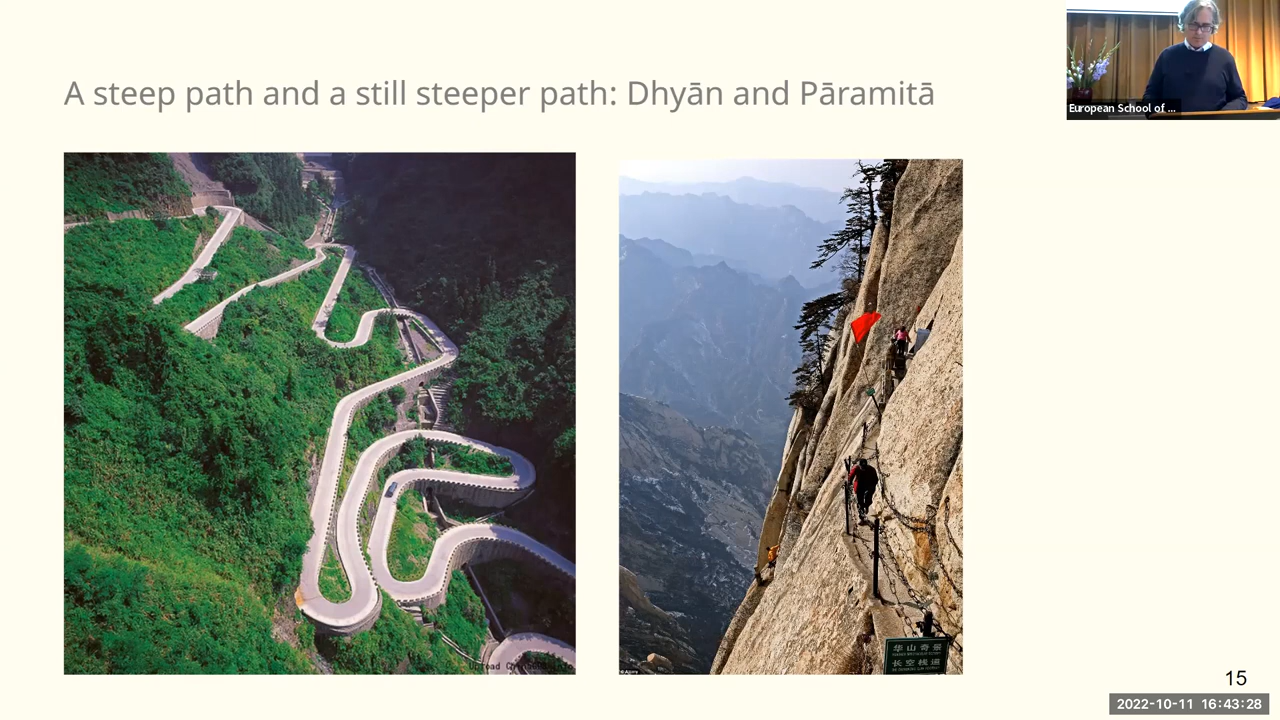 A steep path and a still steeper path: Dhyān and Pāramitā
European School of ...
华山奇景
长空栈道
15
2022-10-11 16:43:28